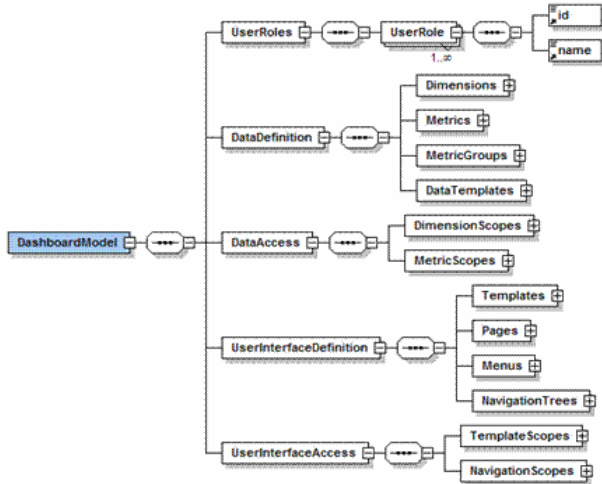 UserRoles
UserRole
1..∞
id
name
DataDefinition
Dimensions
Metrics
MetricGroups
DataTemplates
DashboardModel
DataAccess
DimensionScopes
MetricScopes
UserInterfaceDefinition
Templates
Pages
Menus
NavigationTrees
UserInterfaceAccess
TemplateScopes
NavigationScopes